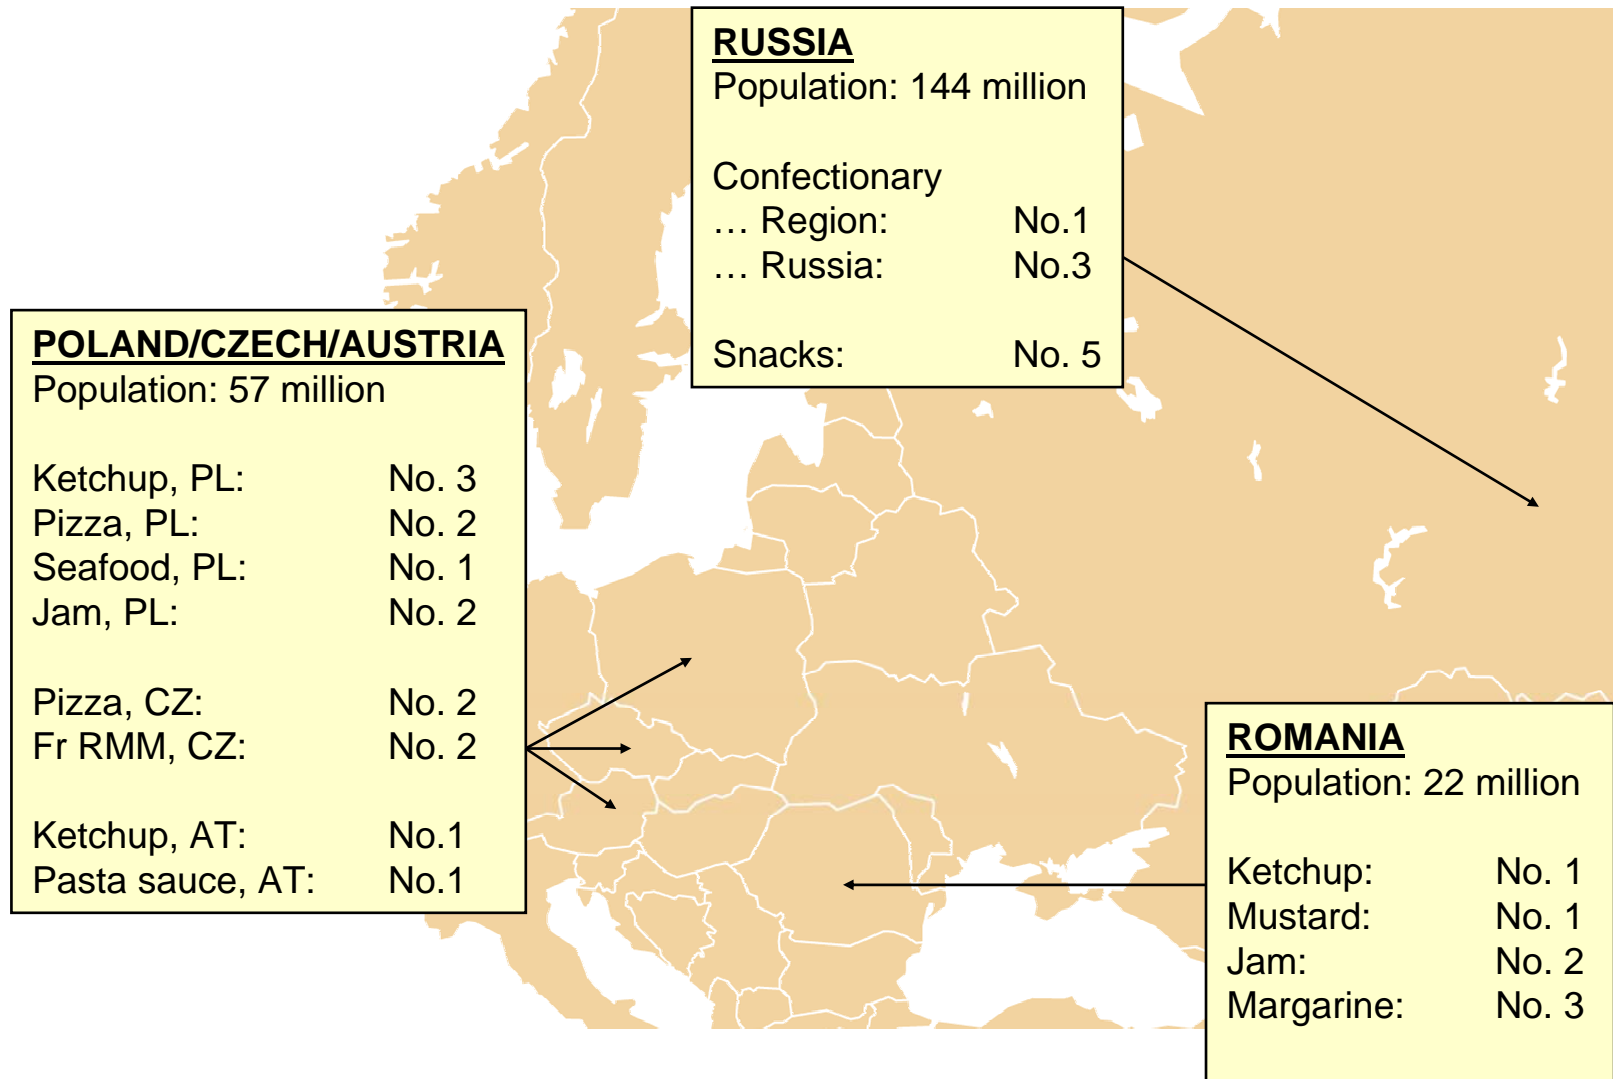 RUSSIA
Population: 144 million
Confectionary
… Region: No.1
… Russia: No.3
Snacks: No. 5
POLAND/CZECH/AUSTRIA
Population: 57 million
Ketchup, PL: No. 3
Pizza, PL: No. 2
Seafood, PL: No. 1
Jam, PL: No. 2
Pizza, CZ: No. 2
Fr RMM, CZ: No. 2
Ketchup, AT: No.1
Pasta sauce, AT: No.1
ROMANIA
Population: 22 million
Ketchup: No. 1
Mustard: No. 1
Jam: No. 2
Margarine: No. 3